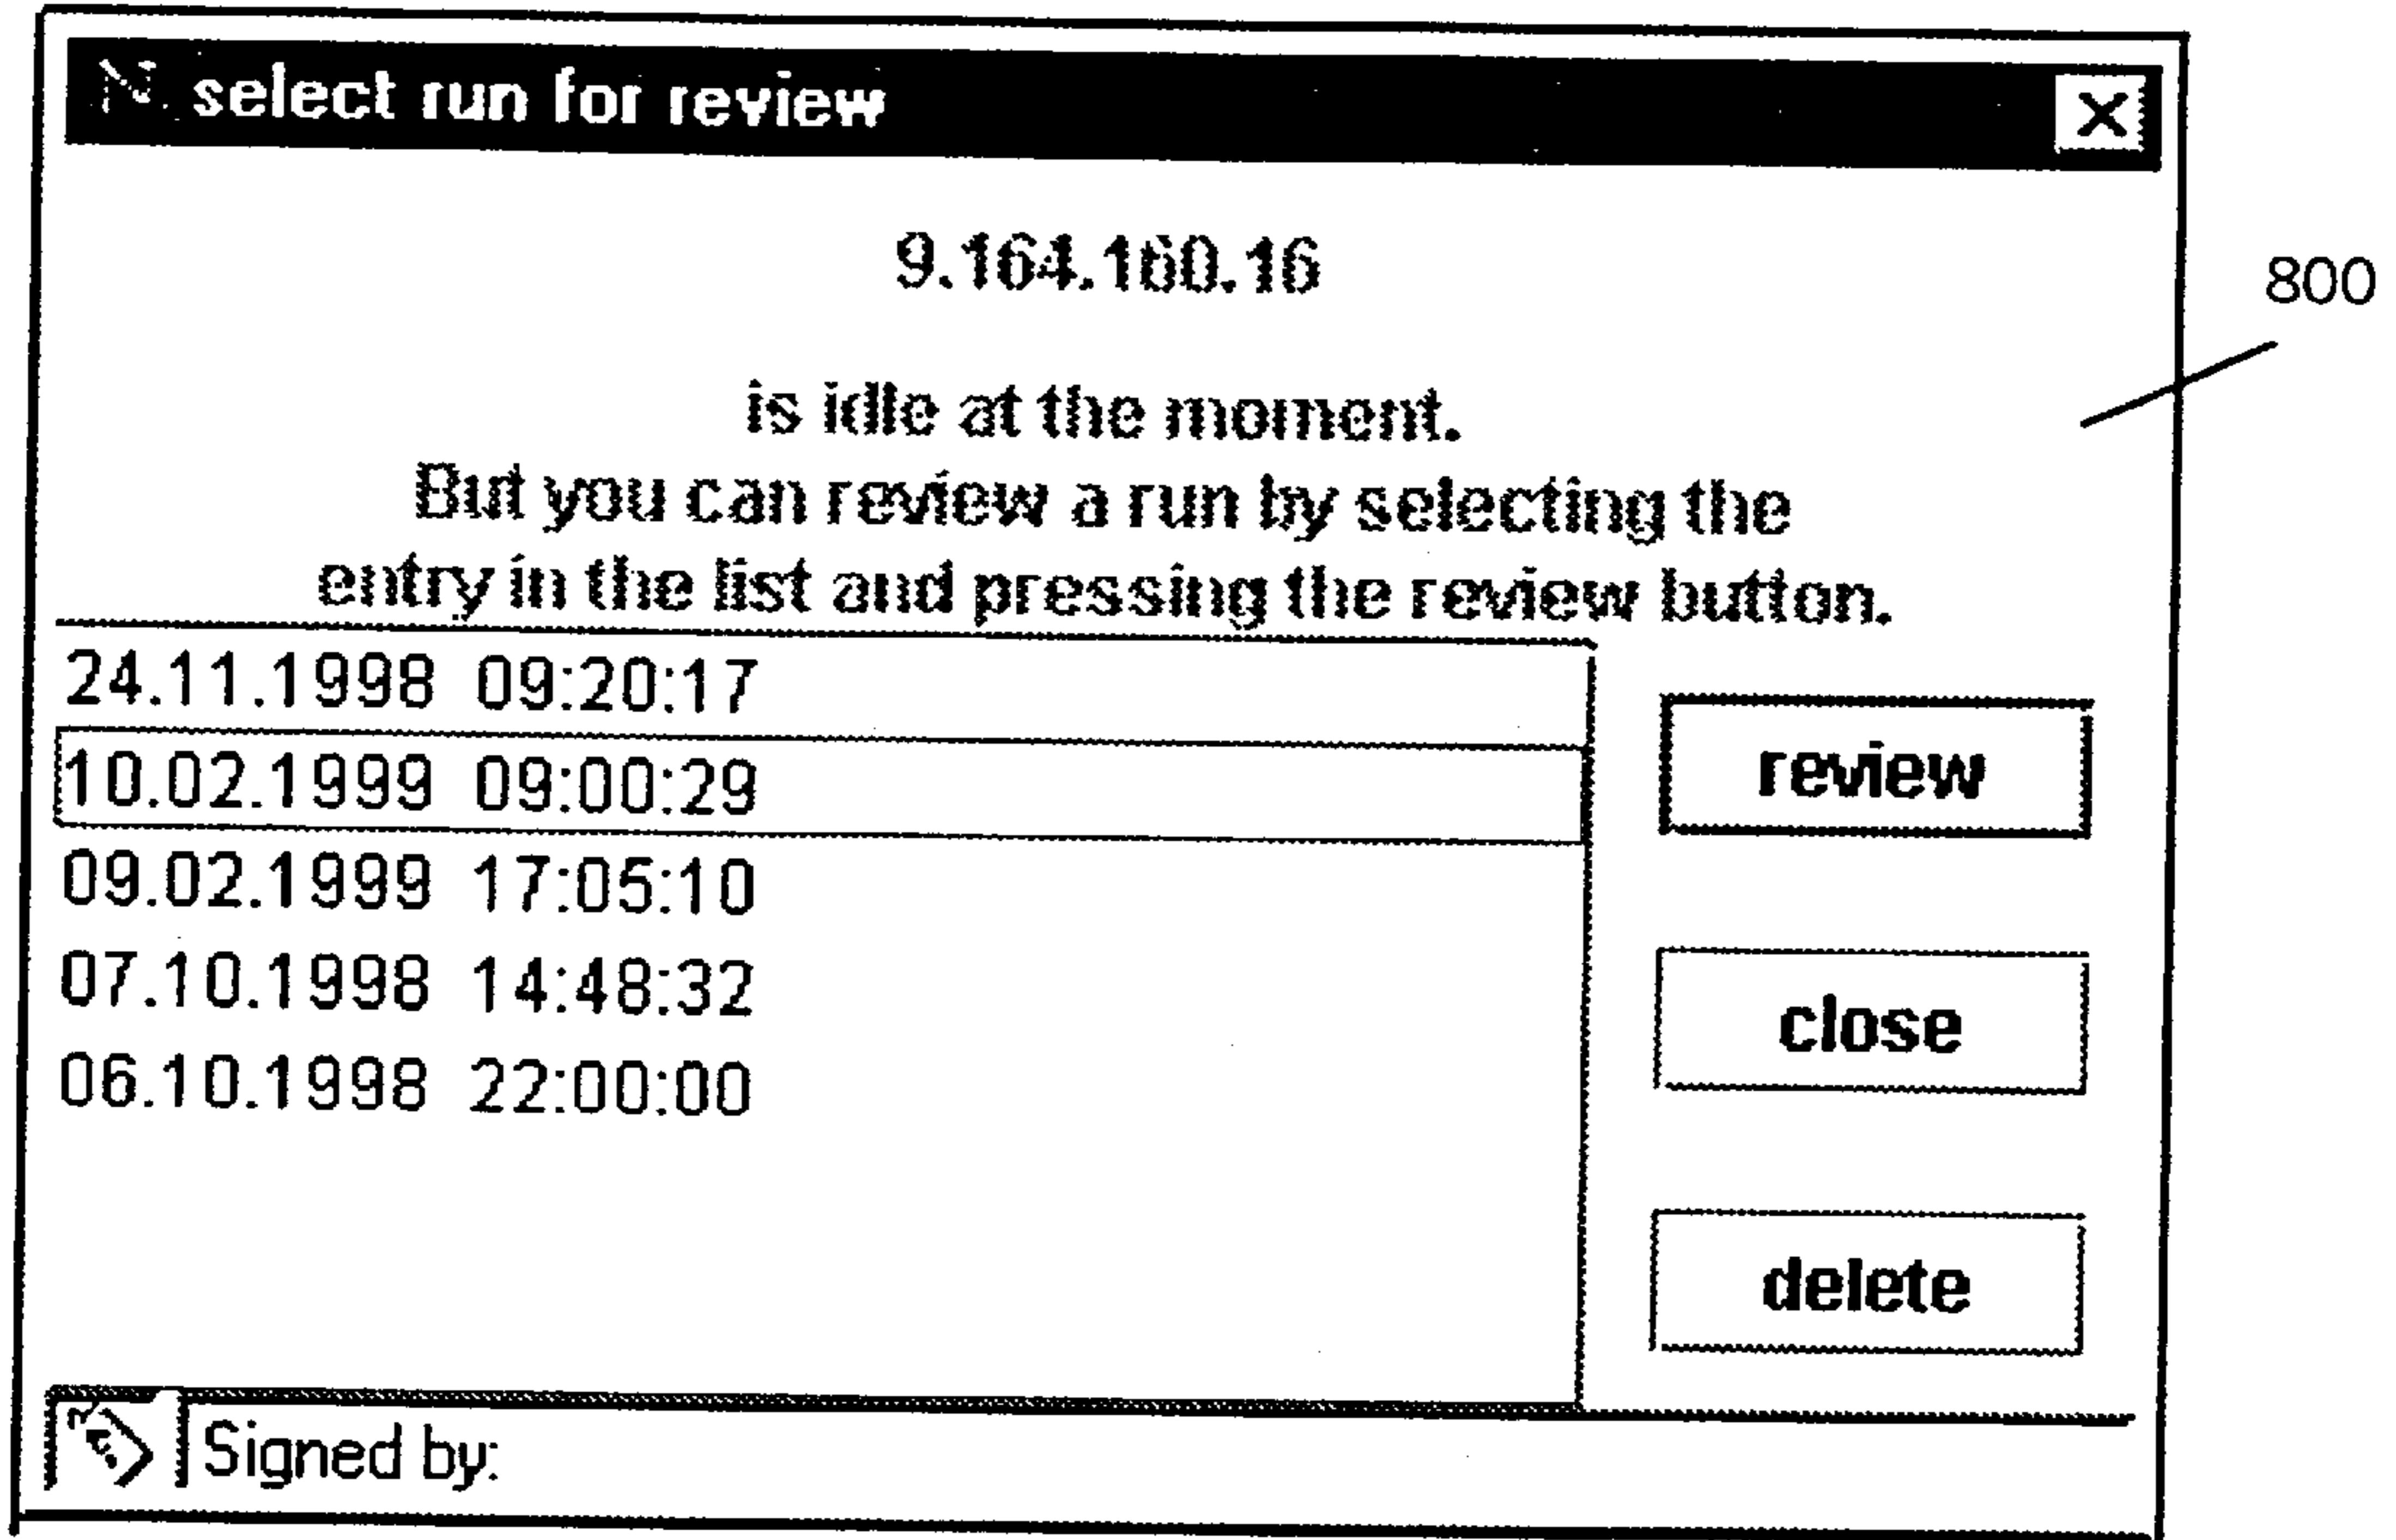 select run for review
9.164.160.16
800
is idle at the moment.
But you can review a run by selecting the
entry in the list and pressing the review button.
24.11.1998 09:20:17
10.02.1999 09:00:29
review
09.02.1999 17:05:10
07.10.1998 14:48:32
close
06.10.1998 22:00:00
delete
Signed by: